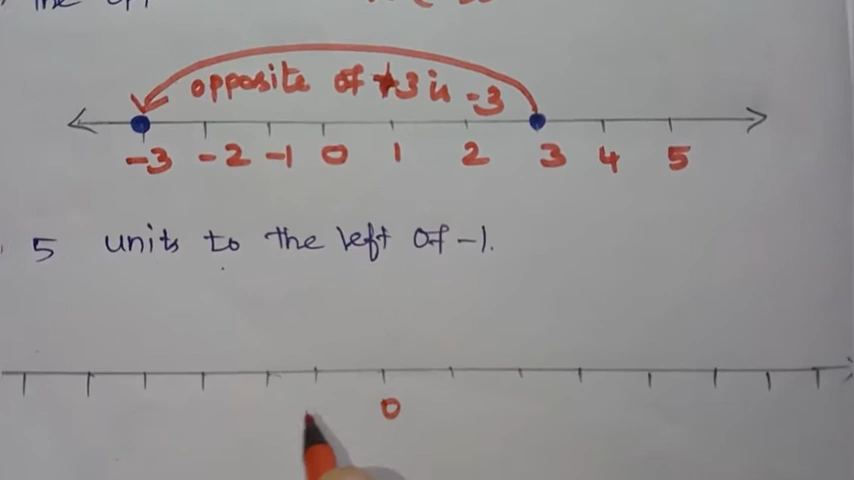 the
opposite of +3 is -3
-3 -2 -1 0 1 2 3 4 5
5 units to the left of -1.
0